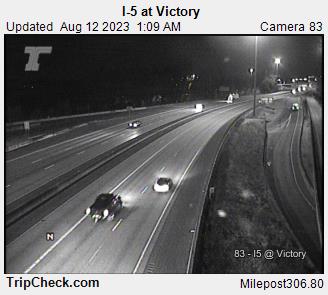 I-5 at Victory
Updated Aug 12 2023 1:09 AM Camera 83
T
N
83 - I5 @ Victory
TripCheck.com Milepost306.80